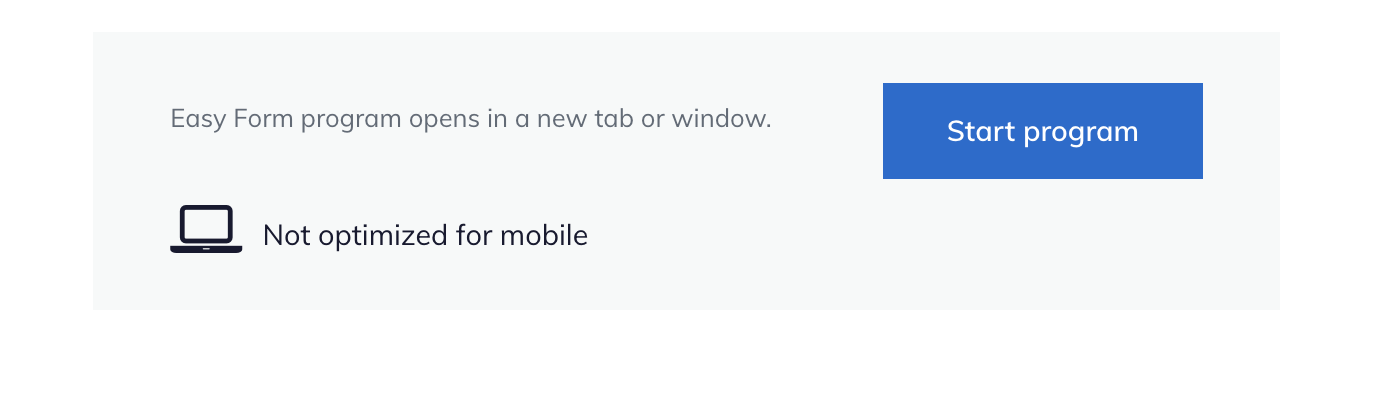 Easy Form program opens in a new tab or window.
Start program
Not optimized for mobile